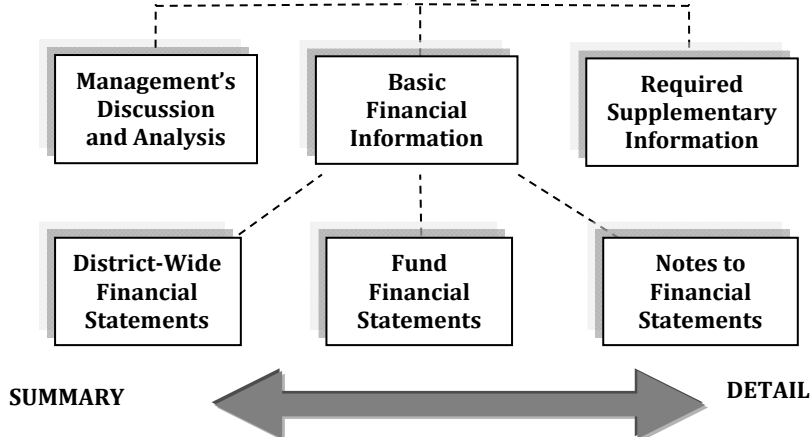 Management’s
Discussion
and Analysis
Basic
Financial
Information
Required
Supplementary
Information
District-Wide
Financial
Statements
Fund
Financial
Statements
Notes to
Financial
Statements
SUMMARY
DETAIL